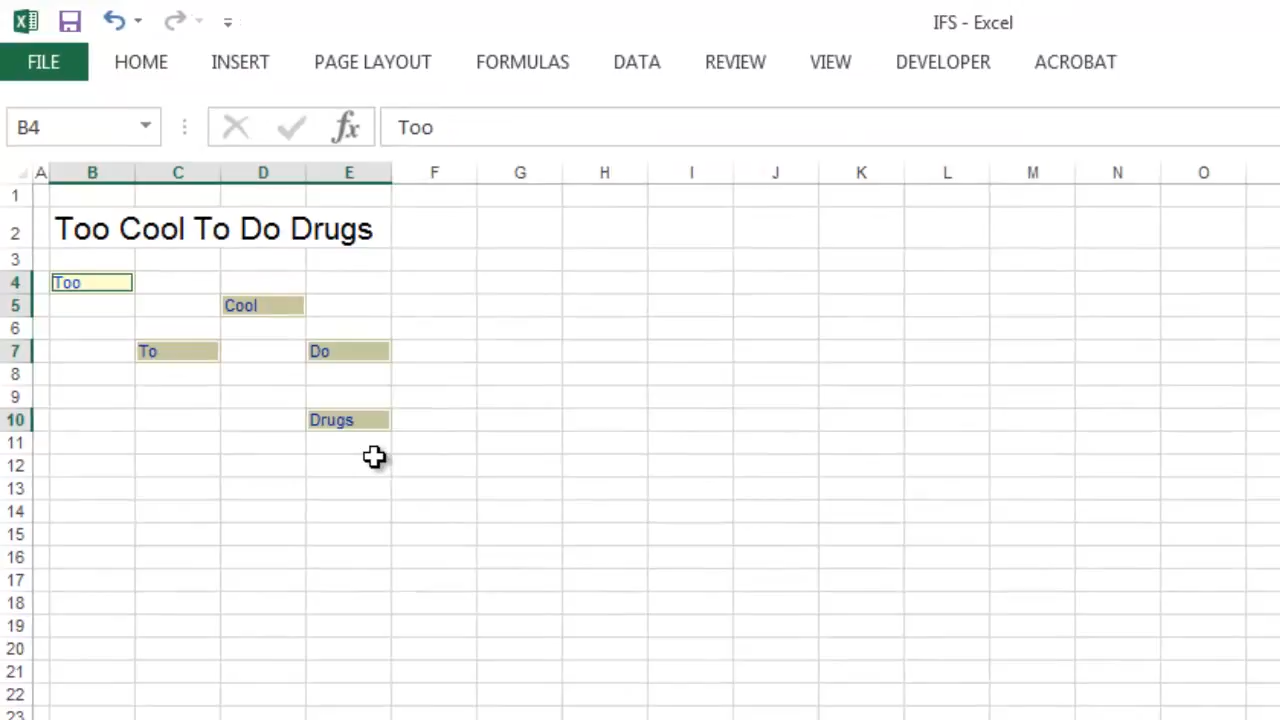 IFS - Excel
FILE HOME INSERT PAGE LAYOUT FORMULAS DATA REVIEW VIEW DEVELOPER ACROBAT
B4 fx Too
A B C D E F G H I J K L M N O
1
2 Too Cool To Do Drugs
3
4 Too
5 Cool
6
7 To Do
8
9
10 Drugs
11
12
13
14
15
16
17
18
19
20
21
22
23